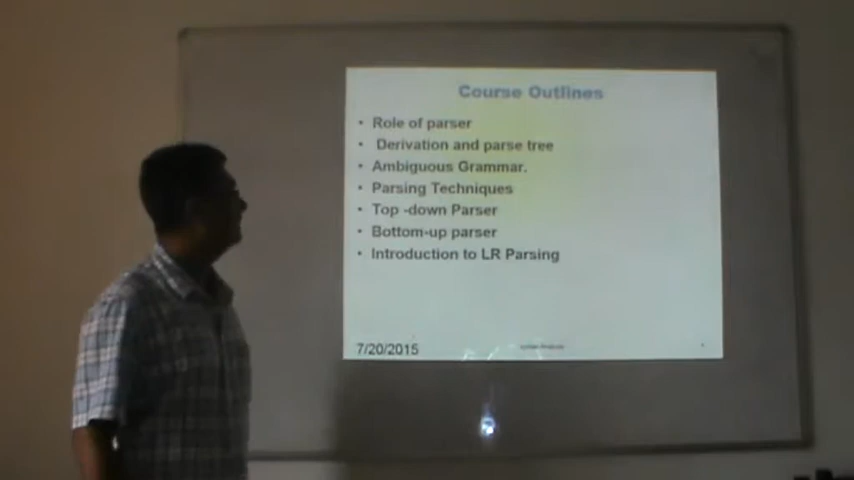 Course Outlines
• Role of parser
• Derivation and parse tree
• Ambiguous Grammar.
• Parsing Techniques
• Top -down Parser
• Bottom-up parser
• Introduction to LR Parsing
7/20/2015